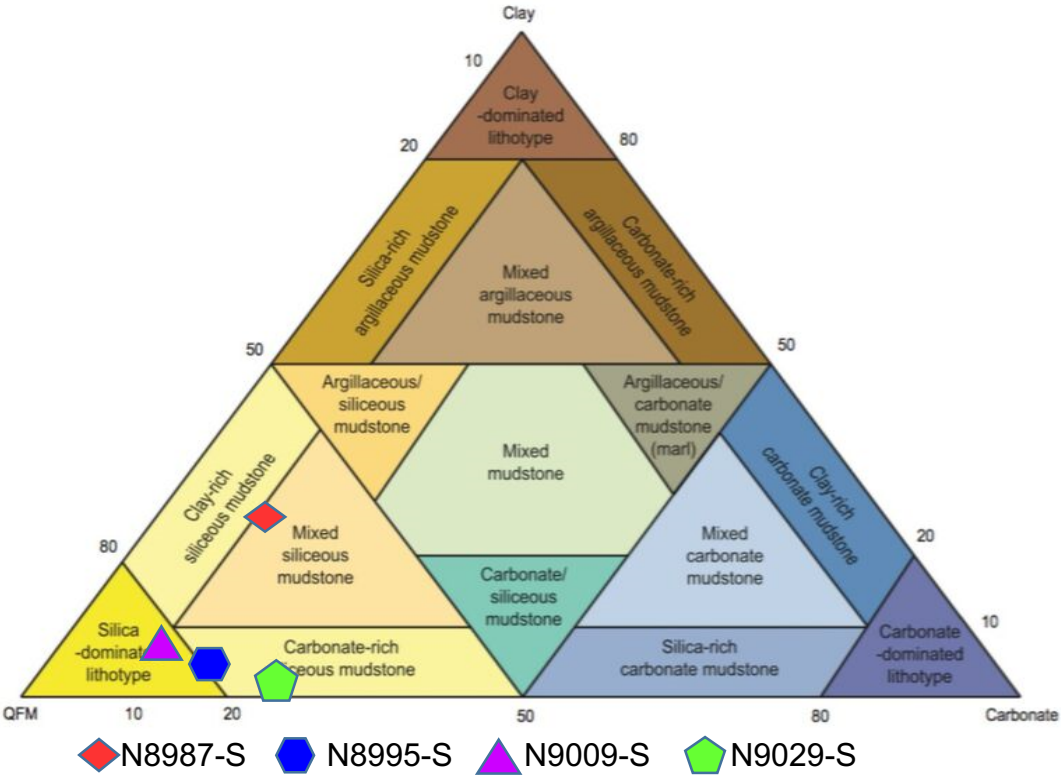 Clay
10
Clay
-dominated
lithotype
20
80
Silica-rich
argillaceous mudstone
Carbonate-rich
argillaceous mudstone
Mixed
argillaceous
mudstone
50
50
Argillaceous/
siliceous
mudstone
Argillaceous/
carbonate
mudstone
(marl)
Mixed
mudstone
Clay-rich
siliceous mudstone
Clay-rich
carbonate mudstone
Mixed
siliceous
mudstone
Mixed
carbonate
mudstone
80
20
Carbonate/
siliceous
mudstone
Silica
-dominat
lithotype
Carbonate-rich
iceous mudstone
Silica-rich
carbonate mudstone
10
Carbonate
-dominated
lithotype
QFM
10
20
50
80
Carbonate
N8987-S
N8995-S
N9009-S
N9029-S